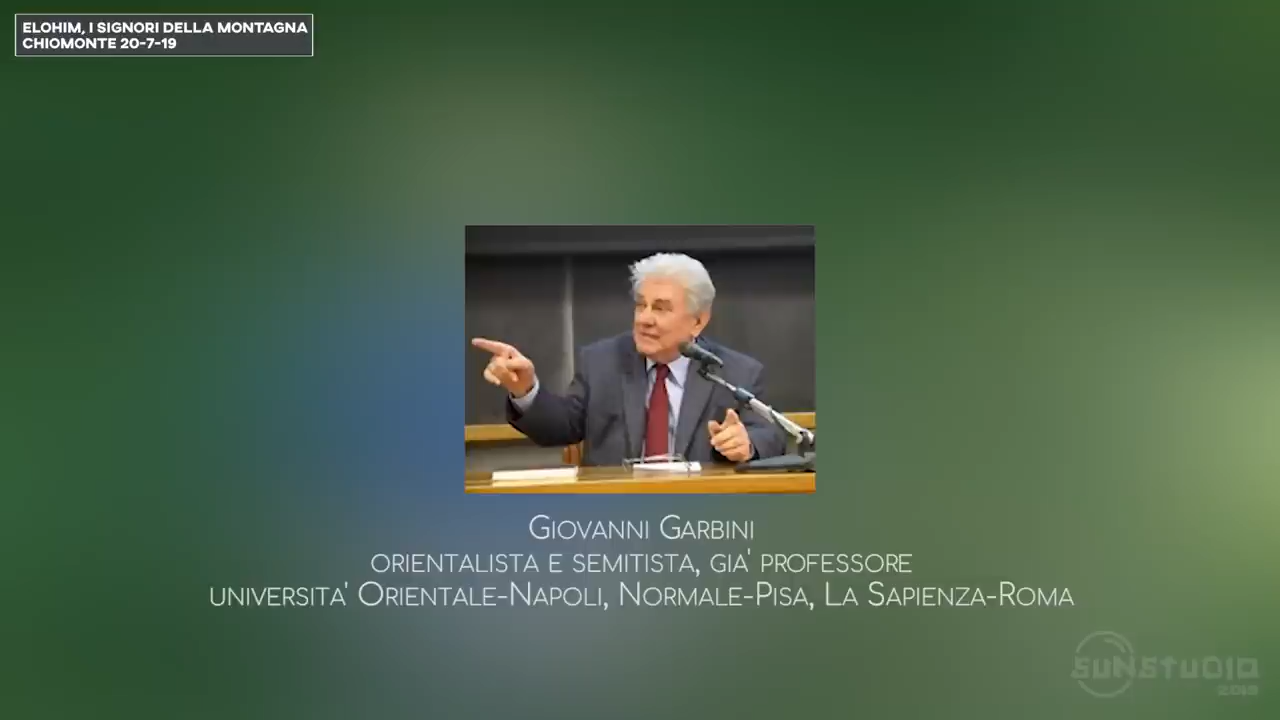 ELOHIM, I SIGNORI DELLA MONTAGNA
CHIOMONTE 20-7-19
Giovanni Garbini
orientalista e semitista, gia' professore
universita' Orientale-Napoli, Normale-Pisa, La Sapienza-Roma
SUNSTUDIO
2019